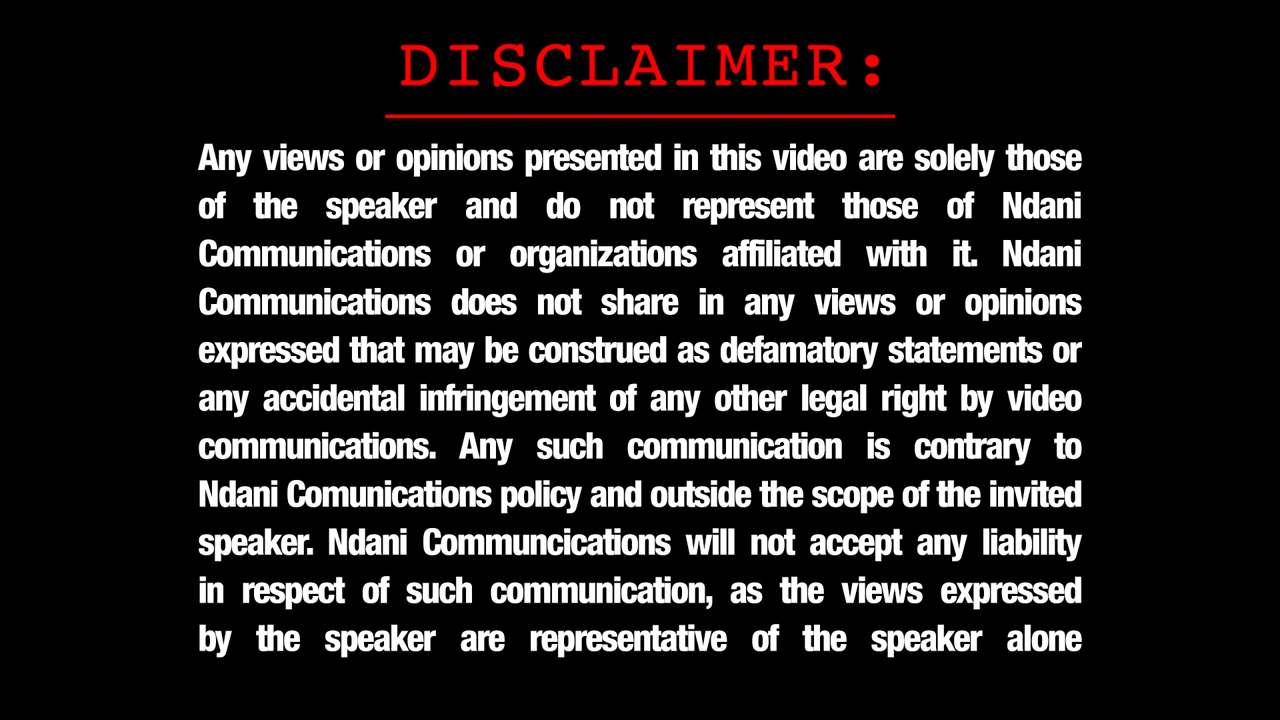 DISCLAIMER:
Any views or opinions presented in this video are solely those
of the speaker and do not represent those of Ndani
Communications or organizations affiliated with it. Ndani
Communications does not share in any views or opinions
expressed that may be construed as defamatory statements or
any accidental infringement of any other legal right by video
communications. Any such communication is contrary to
Ndani Comunications policy and outside the scope of the invited
speaker. Ndani Communcications will not accept any liability
in respect of such communication, as the views expressed
by the speaker are representative of the speaker alone